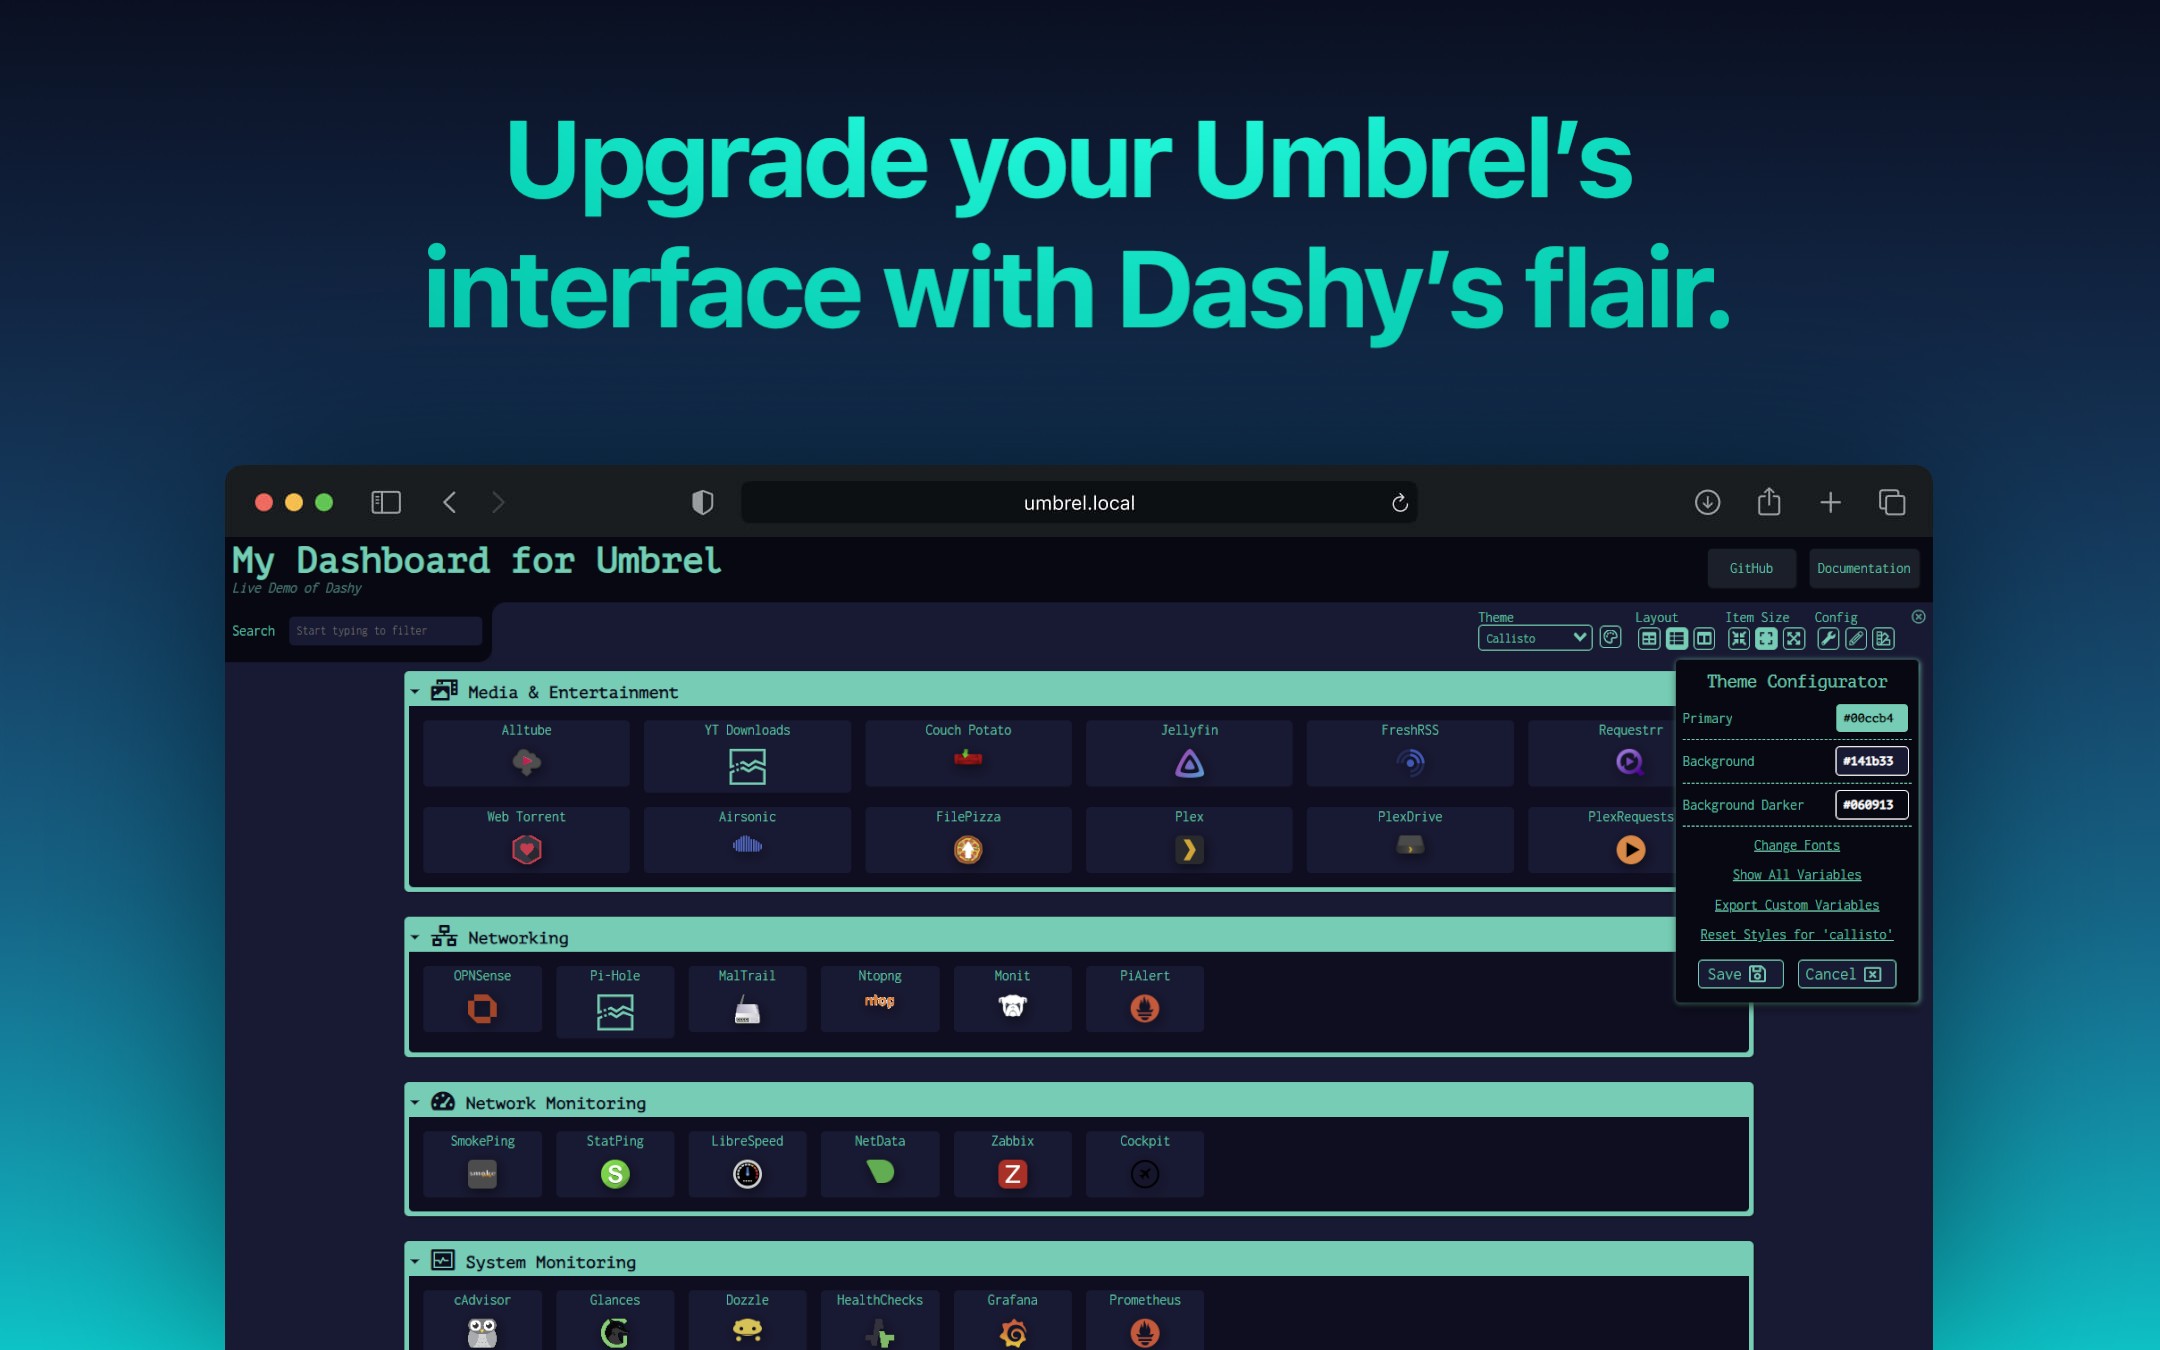 Upgrade your Umbrel’s
interface with Dashy’s flair.
umbrel.local
My Dashboard for Umbrel
Live Demo of Dashy
GitHub
Documentation
Search
Start typing to filter
Theme
Callisto
Layout
Item Size
Config
Theme Configurator
Primary
#00ccb4
Background
#141b33
Background Darker
#060913
Change Fonts
Show All Variables
Export Custom Variables
Reset Styles for 'callisto'
Save
Cancel
Media & Entertainment
Alltube
YT Downloads
Couch Potato
Jellyfin
FreshRSS
Requestrr
Web Torrent
Airsonic
FilePizza
Plex
PlexDrive
PlexRequests
Networking
OPNSense
Pi-Hole
MalTrail
Ntopng
ntop
Monit
PiAlert
Network Monitoring
SmokePing
StatPing
S
LibreSpeed
NetData
Zabbix
Z
Cockpit
System Monitoring
cAdvisor
Glances
Dozzle
HealthChecks
Grafana
Prometheus